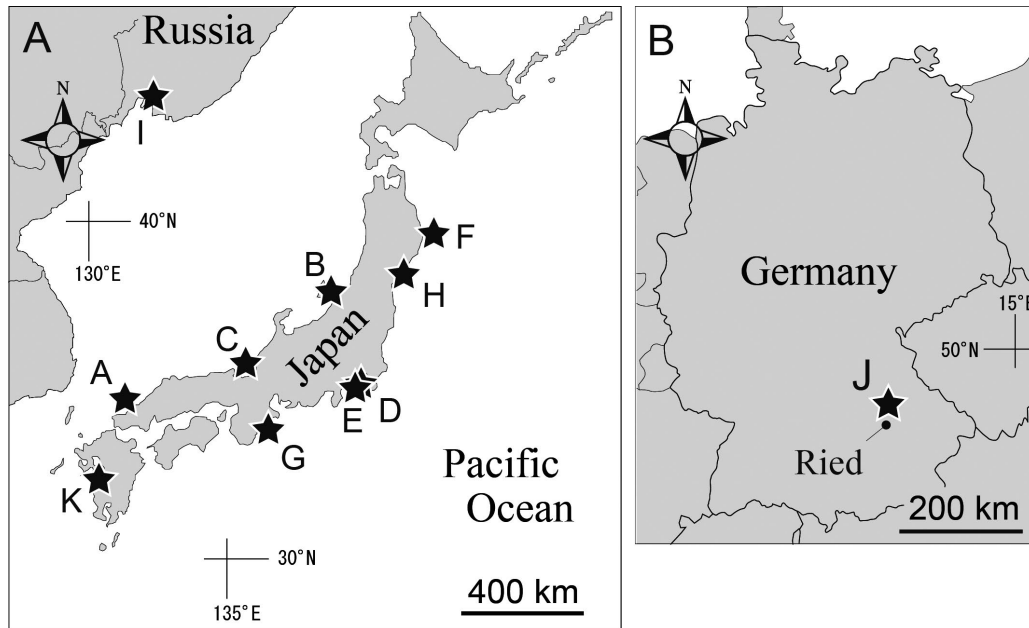 A
Russia
N
I
40°N
130°E
F
B
H
Japan
C
A
E
D
G
K
Pacific
Ocean
30°N
135°E
400 km
B
N
Germany
15°E
50°N
J
Ried
200 km